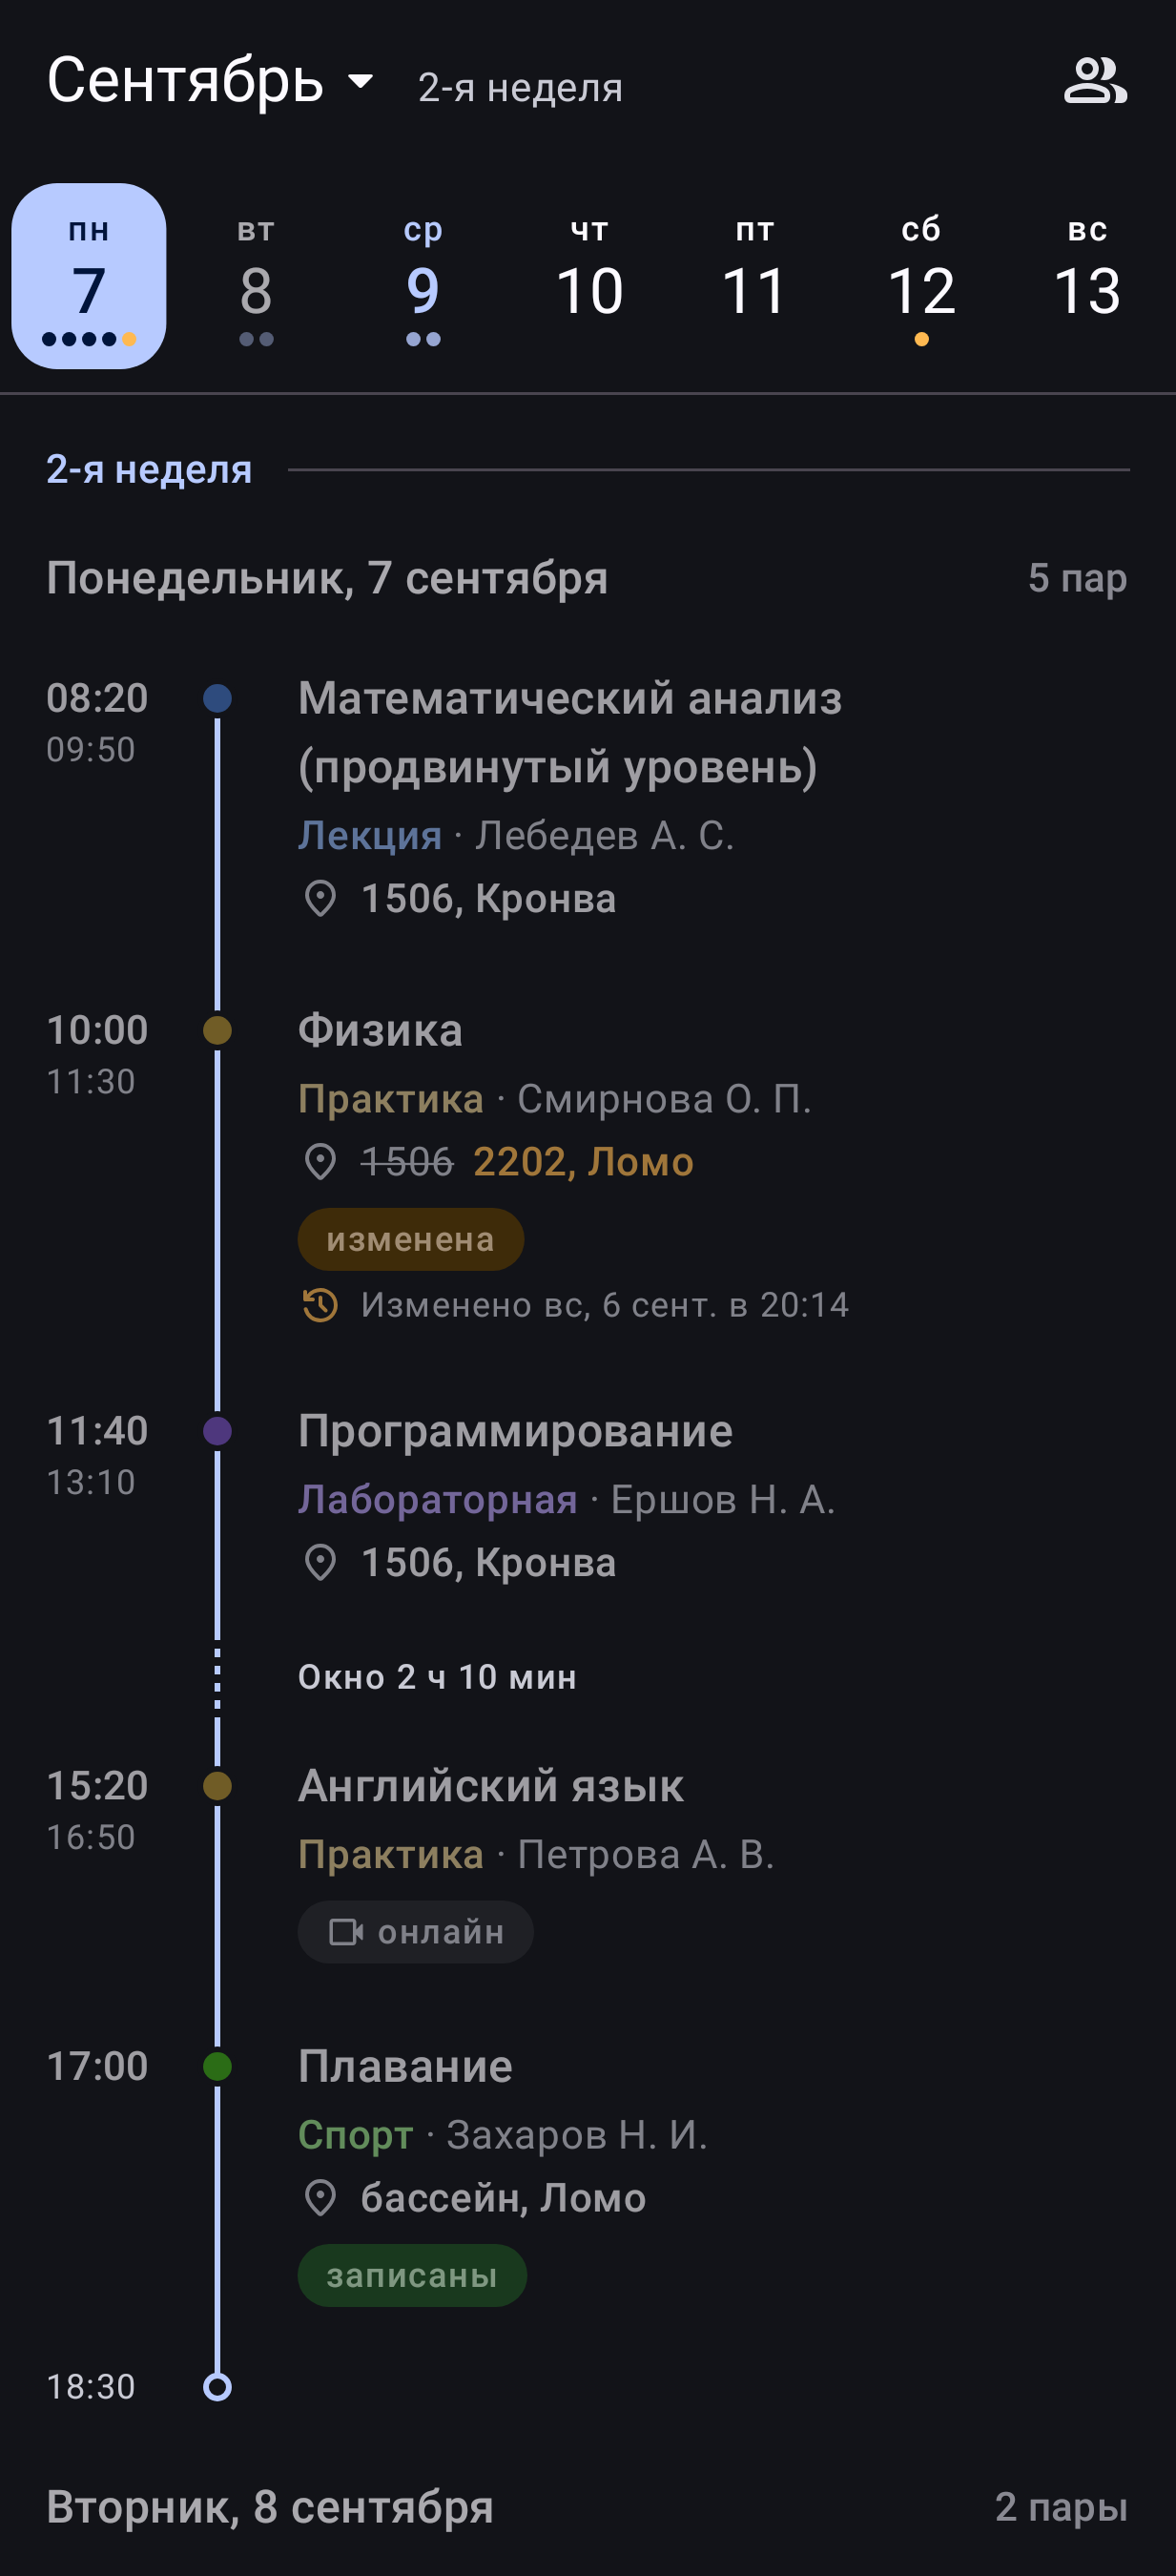 Сентябрь 2-я неделя
пн вт ср чт пт сб вс
7 8 9 10 11 12 13
2-я неделя
Понедельник, 7 сентября 5 пар
08:20 Математический анализ
09:50 (продвинутый уровень)
Лекция · Лебедев А. С.
1506, Кронва
10:00 Физика
11:30 Практика · Смирнова О. П.
1506 2202, Ломо
изменена
Изменено вс, 6 сент. в 20:14
11:40 Программирование
13:10 Лабораторная · Ершов Н. А.
1506, Кронва
Окно 2 ч 10 мин
15:20 Английский язык
16:50 Практика · Петрова А. В.
онлайн
17:00 Плавание
Спорт · Захаров Н. И.
бассейн, Ломо
записаны
18:30
Вторник, 8 сентября 2 пары